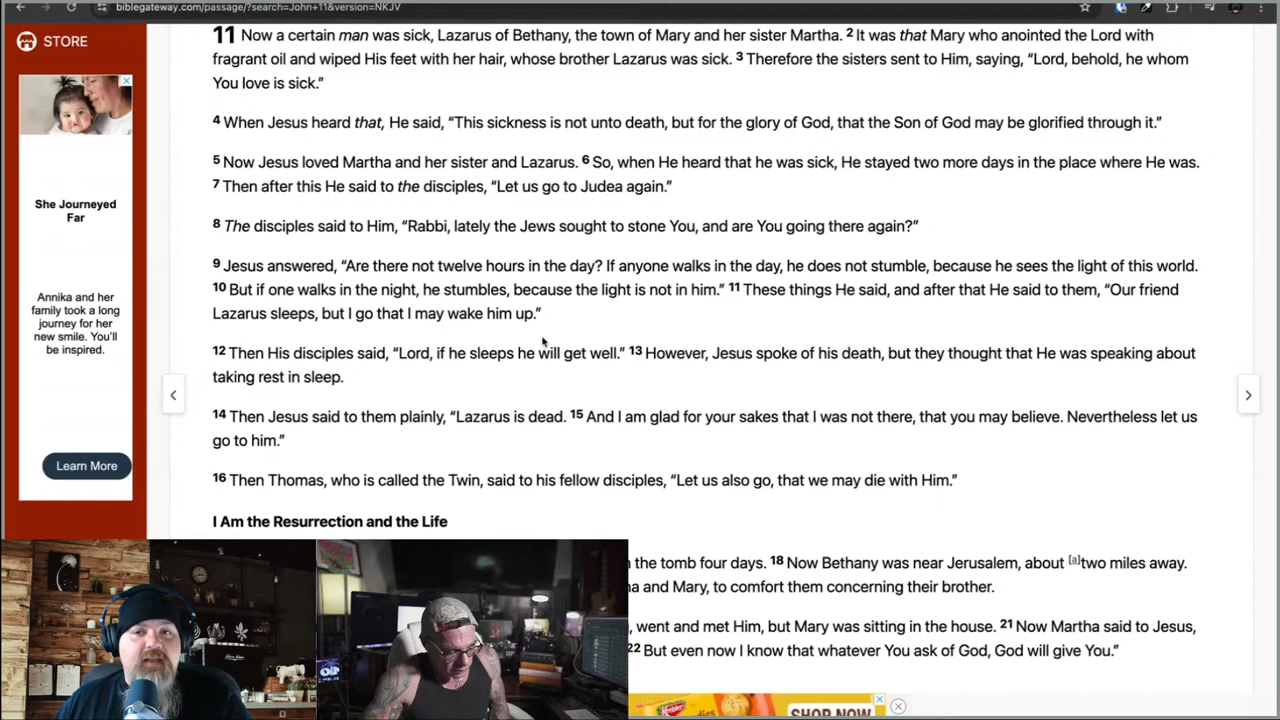 biblegateway.com/passage/?search=John+11&version=NKJV
STORE
She Journeyed
Far
Annika and her
family took a long
journey for her
new smile. You'll
be inspired.
Learn More
11 Now a certain man was sick, Lazarus of Bethany, the town of Mary and her sister Martha. 2 It was that Mary who anointed the Lord with
fragrant oil and wiped His feet with her hair, whose brother Lazarus was sick. 3 Therefore the sisters sent to Him, saying, “Lord, behold, he whom
You love is sick.”
4 When Jesus heard that, He said, “This sickness is not unto death, but for the glory of God, that the Son of God may be glorified through it.”
5 Now Jesus loved Martha and her sister and Lazarus. 6 So, when He heard that he was sick, He stayed two more days in the place where He was.
7 Then after this He said to the disciples, “Let us go to Judea again.”
8 The disciples said to Him, “Rabbi, lately the Jews sought to stone You, and are You going there again?”
9 Jesus answered, “Are there not twelve hours in the day? If anyone walks in the day, he does not stumble, because he sees the light of this world.
10 But if one walks in the night, he stumbles, because the light is not in him.” 11 These things He said, and after that He said to them, “Our friend
Lazarus sleeps, but I go that I may wake him up.”
12 Then His disciples said, “Lord, if he sleeps he will get well.” 13 However, Jesus spoke of his death, but they thought that He was speaking about
taking rest in sleep.
14 Then Jesus said to them plainly, “Lazarus is dead. 15 And I am glad for your sakes that I was not there, that you may believe. Nevertheless let us
go to him.”
16 Then Thomas, who is called the Twin, said to his fellow disciples, “Let us also go, that we may die with Him.”
I Am the Resurrection and the Life
the tomb four days. 18 Now Bethany was near Jerusalem, about [a]two miles away.
and Mary, to comfort them concerning their brother.
, went and met Him, but Mary was sitting in the house. 21 Now Martha said to Jesus,
22 But even now I know that whatever You ask of God, God will give You.”
Keebler
SHOP NOW